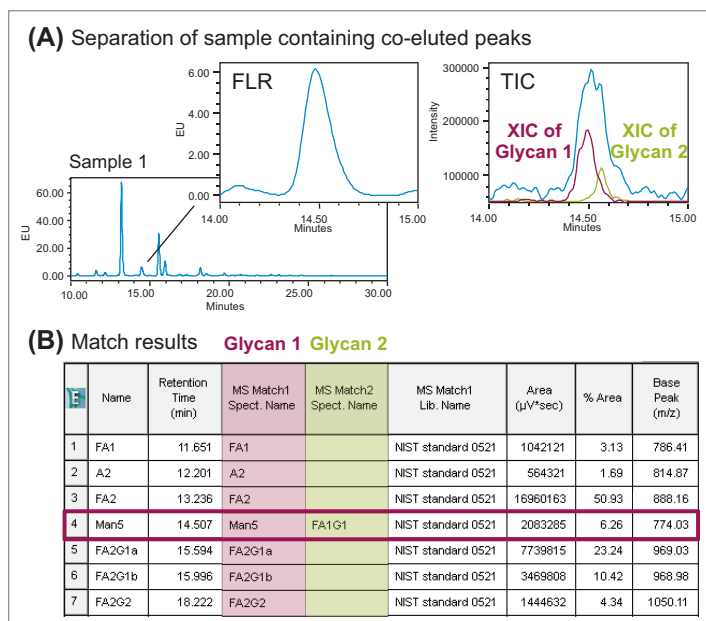 (A) Separation of sample containing co-eluted peaks
FLR
6.00
4.00
2.00
0.00
EU
14.00
14.50
15.00
Minutes
TIC
300000
200000
100000
Intensity
XIC of
Glycan 1
XIC of
Glycan 2
14.00
14.50
15.00
Minutes
Sample 1
60.00
40.00
20.00
0.00
EU
10.00
15.00
20.00
25.00
30.00
Minutes
(B) Match results Glycan 1 Glycan 2
E Name Retention Time (min) MS Match1 Spect. Name MS Match2 Spect. Name MS Match1 Lib. Name Area (µV*sec) % Area Base Peak (m/z)
1 FA1 11.651 FA1 NIST standard 0521 1042121 3.13 786.41
2 A2 12.201 A2 NIST standard 0521 564321 1.69 814.87
3 FA2 13.236 FA2 NIST standard 0521 16960163 50.93 888.16
4 Man5 14.507 Man5 FA1G1 NIST standard 0521 2083285 6.26 774.03
5 FA2G1a 15.594 FA2G1a NIST standard 0521 7739815 23.24 969.03
6 FA2G1b 15.996 FA2G1b NIST standard 0521 3469808 10.42 968.98
7 FA2G2 18.222 FA2G2 NIST standard 0521 1444632 4.34 1050.11